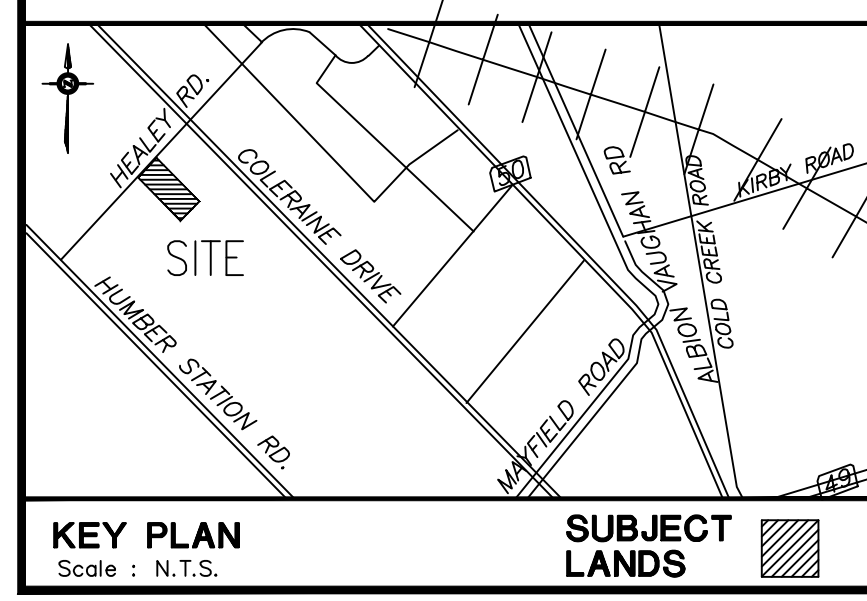 N
HEALEY RD.
COLERAINE DRIVE
50
ALBION VAUGHAN RD
COLD CREEK ROAD
KIRBY ROAD
SITE
HUMBER STATION RD.
MAYFIELD ROAD
49
KEY PLAN
Scale : N.T.S.
SUBJECT
LANDS